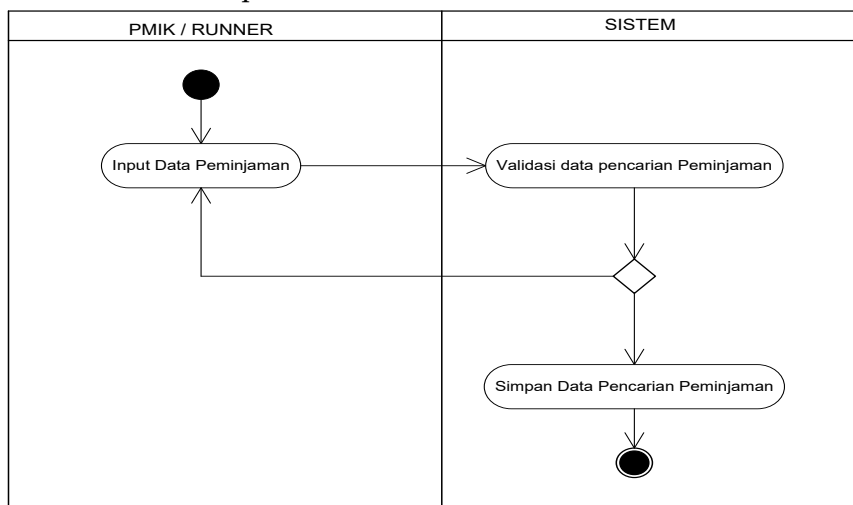 PMIK / RUNNER
SISTEM
Input Data Peminjaman
Validasi data pencarian Peminjaman
Simpan Data Pencarian Peminjaman